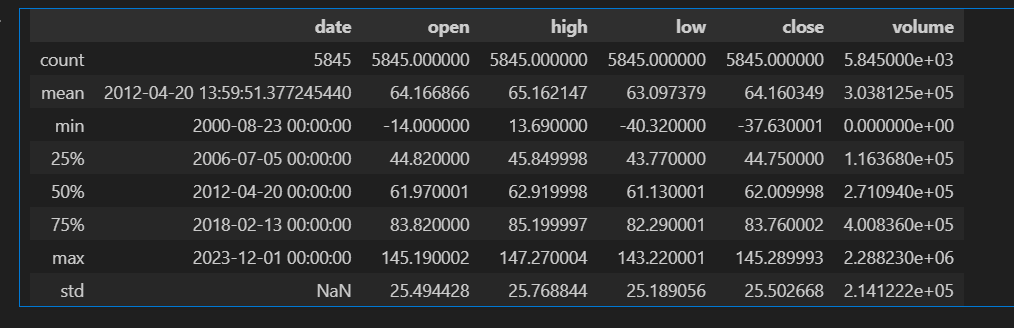 date open high low close volume
count 5845 5845.000000 5845.000000 5845.000000 5845.000000 5.845000e+03
mean 2012-04-20 13:59:51.377245440 64.166866 65.162147 63.097379 64.160349 3.038125e+05
min 2000-08-23 00:00:00 -14.000000 13.690000 -40.320000 -37.630001 0.000000e+00
25% 2006-07-05 00:00:00 44.820000 45.849998 43.770000 44.750000 1.163680e+05
50% 2012-04-20 00:00:00 61.970001 62.919998 61.130001 62.009998 2.710940e+05
75% 2018-02-13 00:00:00 83.820000 85.199997 82.290001 83.760002 4.008360e+05
max 2023-12-01 00:00:00 145.190002 147.270004 143.220001 145.289993 2.288230e+06
std NaN 25.494428 25.768844 25.189056 25.502668 2.141222e+05